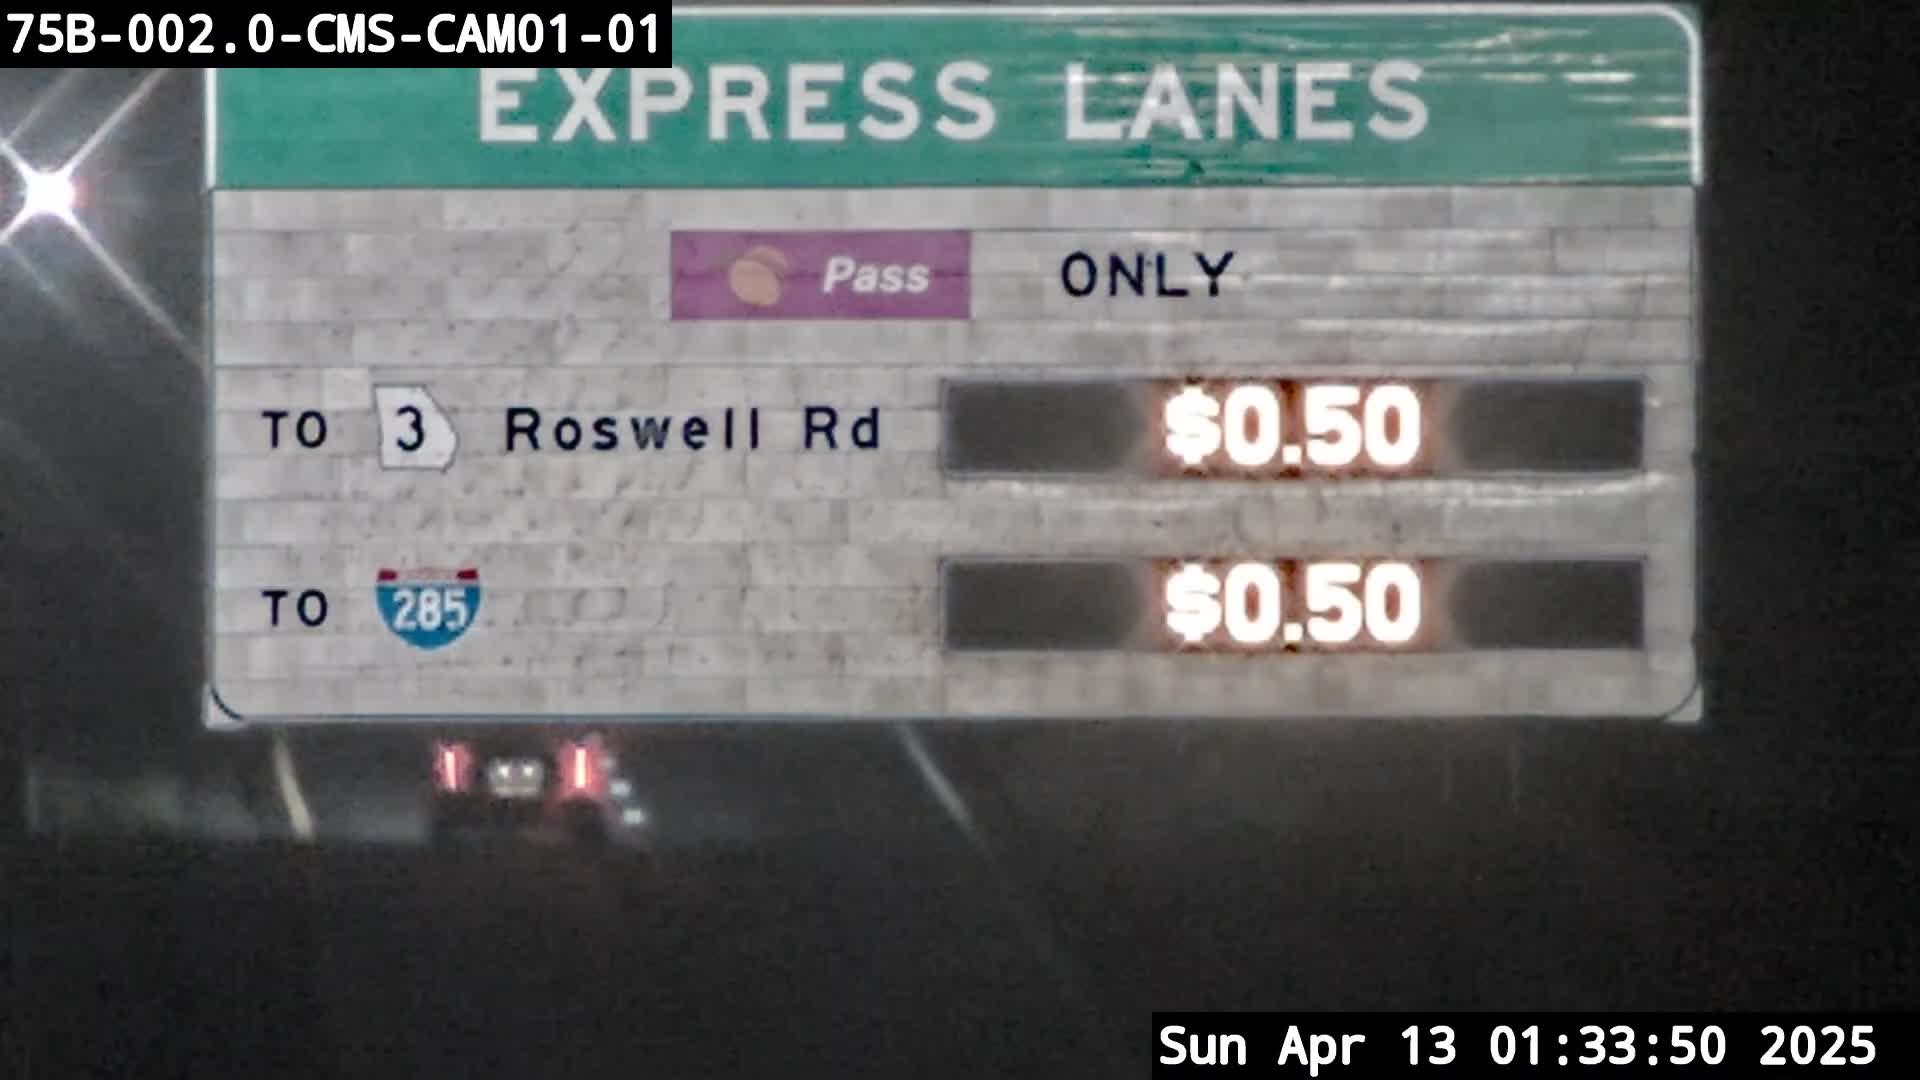 75B-002.0-CMS-CAM01-01
EXPRESS LANES
Pass ONLY
TO 3 Roswell Rd $0.50
TO 285 $0.50
Sun Apr 13 01:33:50 2025